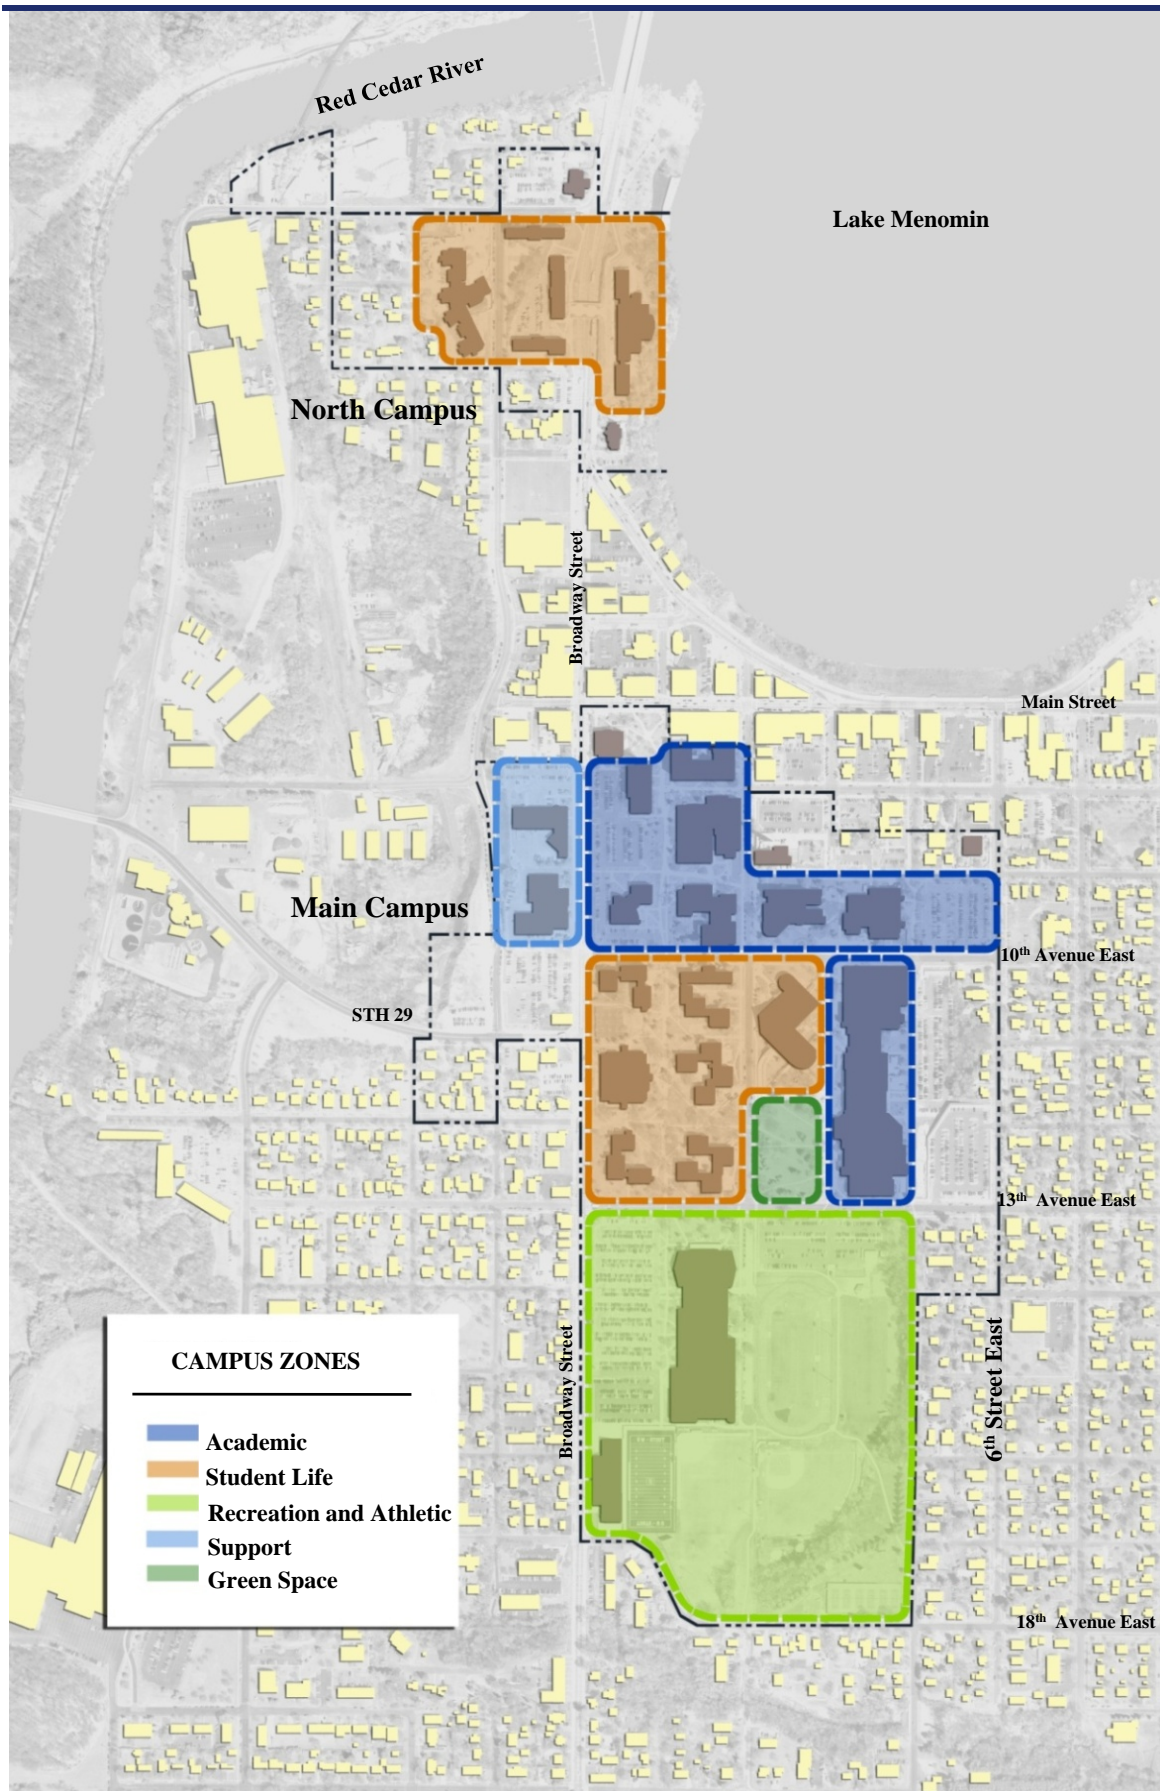 Red Cedar River
Lake Menomin
North Campus
Broadway Street
Main Street
Main Campus
10th Avenue East
STH 29
13th Avenue East
Broadway Street
6th Street East
CAMPUS ZONES
Academic
Student Life
Recreation and Athletic
Support
Green Space
18th Avenue East